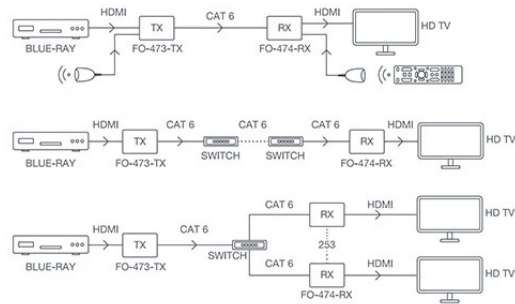 HDMI CAT 6 HDMI
TX RX HD TV
BLUE-RAY FO-473-TX FO-474-RX
HDMI CAT 6 CAT 6 CAT 6 HDMI
TX RX HD TV
BLUE-RAY FO-473-TX SWITCH SWITCH FO-474-RX
CAT 6 RX HDMI HD TV
HDMI CAT 6
TX SWITCH 253
BLUE-RAY FO-473-TX CAT 6 RX HDMI HD TV
FO-474-RX